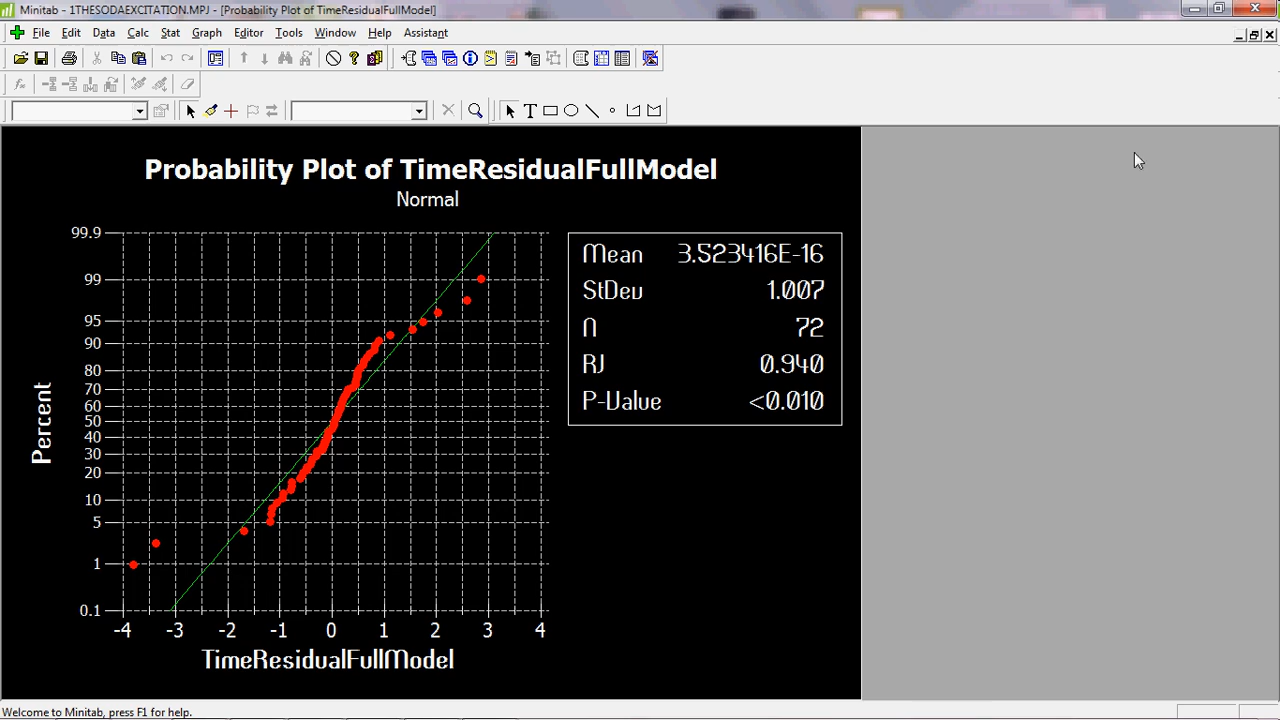 Minitab - 1THESODAEXCITATION.MPJ - [Probability Plot of TimeResidualFullModel]
File Edit Data Calc Stat Graph Editor Tools Window Help Assistant
Probability Plot of TimeResidualFullModel
Normal
99.9
99
95
90
80
70
60
50
40
30
20
10
5
1
0.1
Percent
-4 -3 -2 -1 0 1 2 3 4
TimeResidualFullModel
Mean 3.523416E-16
StDev 1.007
N 72
RJ 0.940
P-Value <0.010
Welcome to Minitab, press F1 for help.